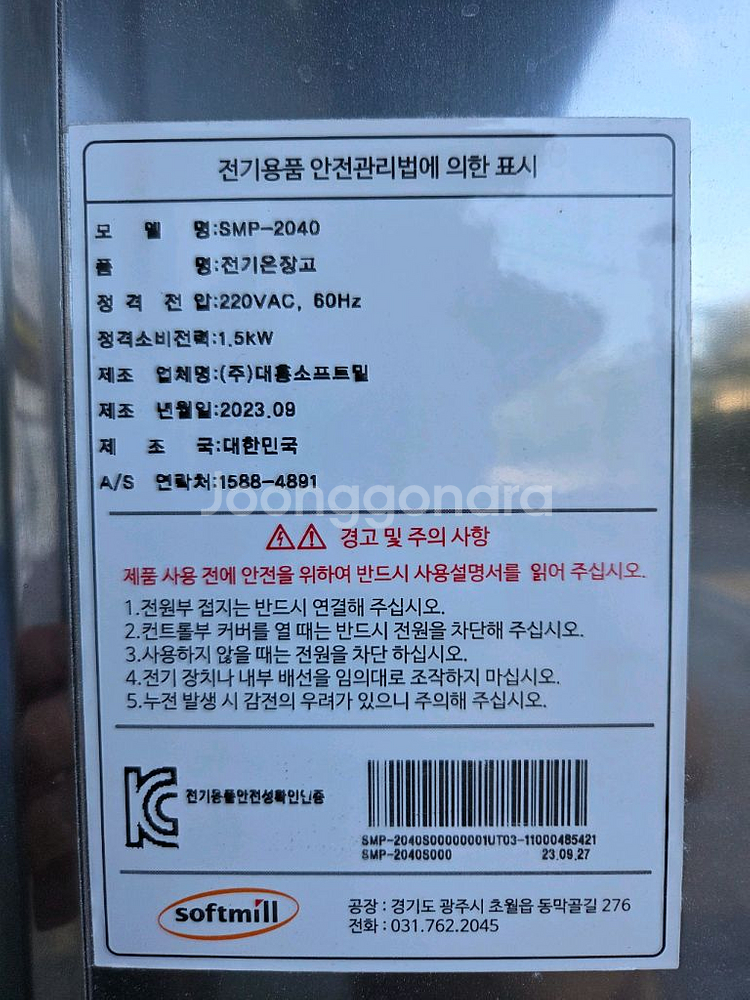 전기용품 안전관리법에 의한 표시
모 델 명:SMP-2040
품 명:전기온장고
정 격 전 압:220VAC, 60Hz
정격소비전력:1.5kW
제조 업체명:(주)대흥소프트밀
제조 년월일:2023.09
제 조 국:대한민국
A/S 연락처:1588-4891
Joonggonara
경고 및 주의 사항
제품 사용 전에 안전을 위하여 반드시 사용설명서를 읽어 주십시오.
1.전원부 접지는 반드시 연결해 주십시오.
2.컨트롤부 커버를 열 때는 반드시 전원을 차단해 주십시오.
3.사용하지 않을 때는 전원을 차단 하십시오.
4.전기 장치나 내부 배선을 임의대로 조작하지 마십시오.
5.누전 발생 시 감전의 우려가 있으니 주의해 주십시오.
전기용품안전성확인인증
SMP-2040S00000001UT03-11000485421
SMP-2040S000 23.09.27
softmill
공장 : 경기도 광주시 초월읍 동막골길 276
전화 : 031.762.2045